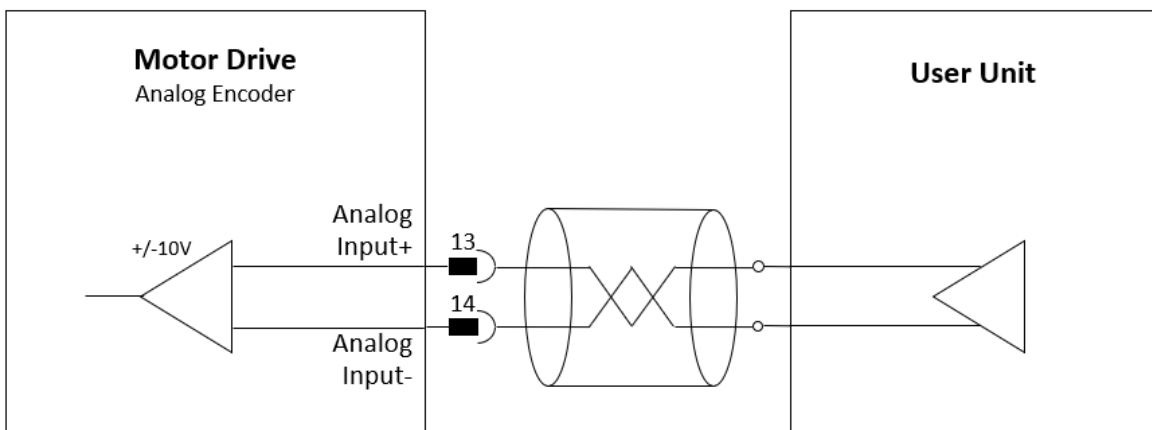 Motor Drive
Analog Encoder
User Unit
Analog
Input+
+/-10V
13
14
Analog
Input-